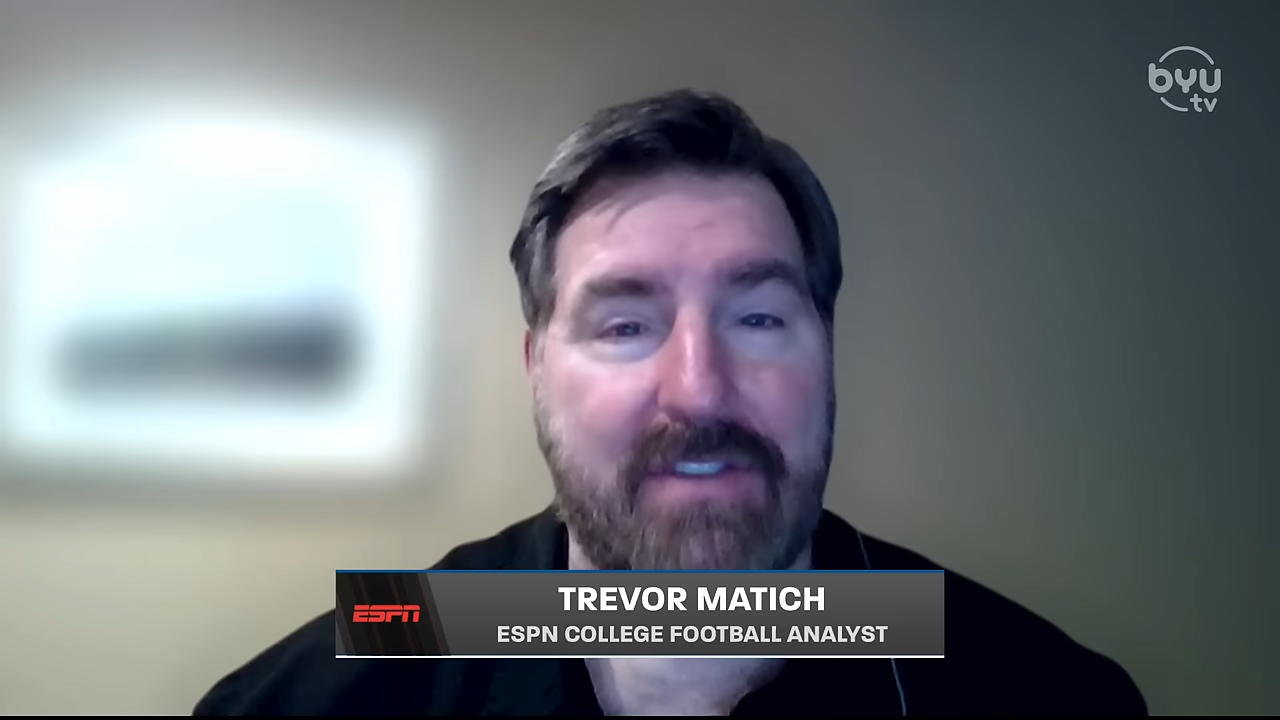 byu
tv
ESPN
TREVOR MATICH
ESPN COLLEGE FOOTBALL ANALYST